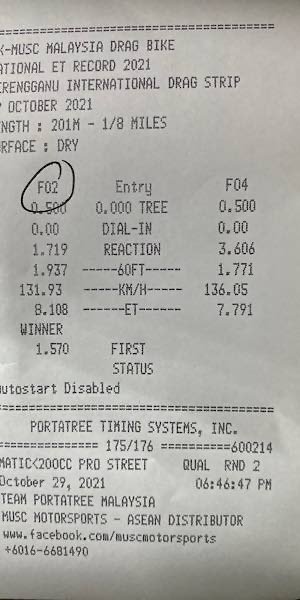 K-MUSC MALAYSIA DRAG BIKE
ATIONAL ET RECORD 2021
ERENGGANU INTERNATIONAL DRAG STRIP
OCTOBER 2021
NGTH : 201M - 1/8 MILES
RFACE : DRY
F02 Entry F04
0.500 0.000 TREE 0.500
0.00 DIAL-IN 0.00
1.719 REACTION 3.606
1.937 ------60FT------ 1.771
131.93 ------KM/H------ 136.05
8.108 -------ET------- 7.791
WINNER
1.570 FIRST
STATUS
utostart Disabled
PORTATREE TIMING SYSTEMS, INC.
============== 175/176 ==========600214
MATIC<200CC PRO STREET QUAL RND 2
October 29, 2021 06:46:47 PM
TEAM PORTATREE MALAYSIA
MUSC MOTORSPORTS - ASEAN DISTRIBUTOR
www.facebook.com/muscmotorsports
+6016-6681490